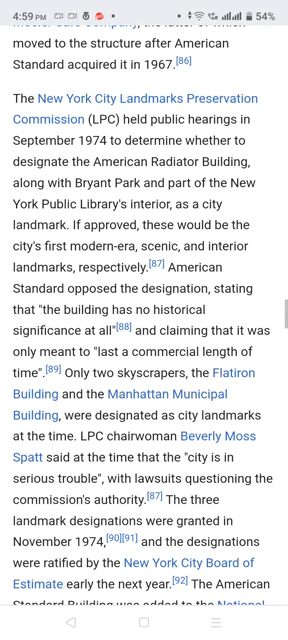 4:59 PM
54%
moved to the structure after American
Standard acquired it in 1967.[86]
The New York City Landmarks Preservation
Commission (LPC) held public hearings in
September 1974 to determine whether to
designate the American Radiator Building,
along with Bryant Park and part of the New
York Public Library's interior, as a city
landmark. If approved, these would be the
city's first modern-era, scenic, and interior
landmarks, respectively.[87] American
Standard opposed the designation, stating
that "the building has no historical
significance at all"[88] and claiming that it was
only meant to "last a commercial length of
time".[89] Only two skyscrapers, the Flatiron
Building and the Manhattan Municipal
Building, were designated as city landmarks
at the time. LPC chairwoman Beverly Moss
Spatt said at the time that the "city is in
serious trouble", with lawsuits questioning the
commission's authority.[87] The three
landmark designations were granted in
November 1974,[90][91] and the designations
were ratified by the New York City Board of
Estimate early the next year.[92] The American
Standard Building was added to the National